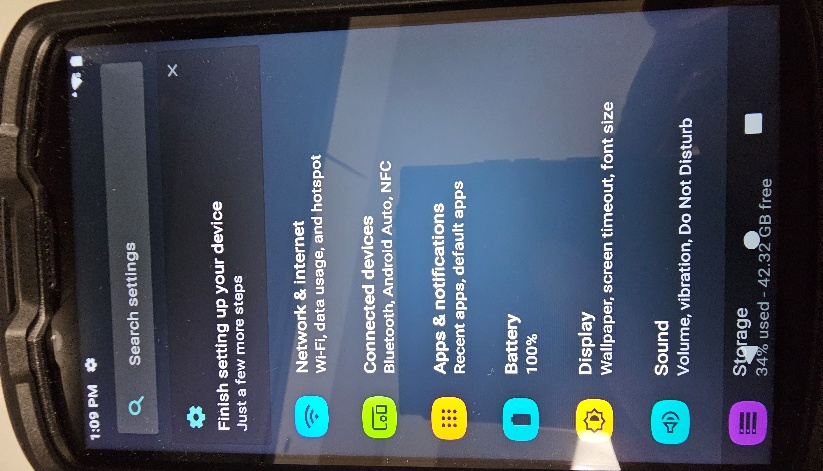 1:09 PM
Search settings
Finish setting up your device
Just a few more steps
Network & internet
Wi-Fi, data usage, and hotspot
Connected devices
Bluetooth, Android Auto, NFC
Apps & notifications
Recent apps, default apps
Battery
100%
Display
Wallpaper, screen timeout, font size
Sound
Volume, vibration, Do Not Disturb
Storage
34% used - 42.32 GB free